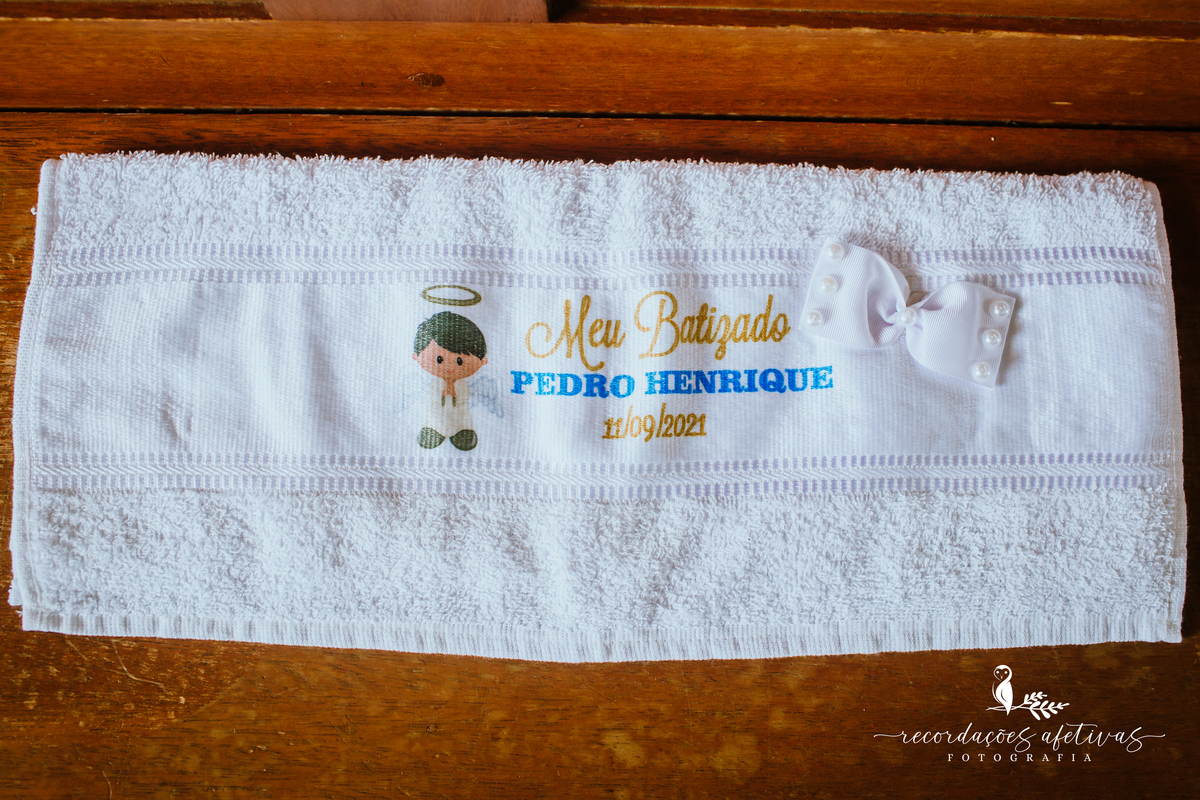 Meu Batizado
PEDRO HENRIQUE
11/09/2021
recordações afetivas
FOTOGRAFIA